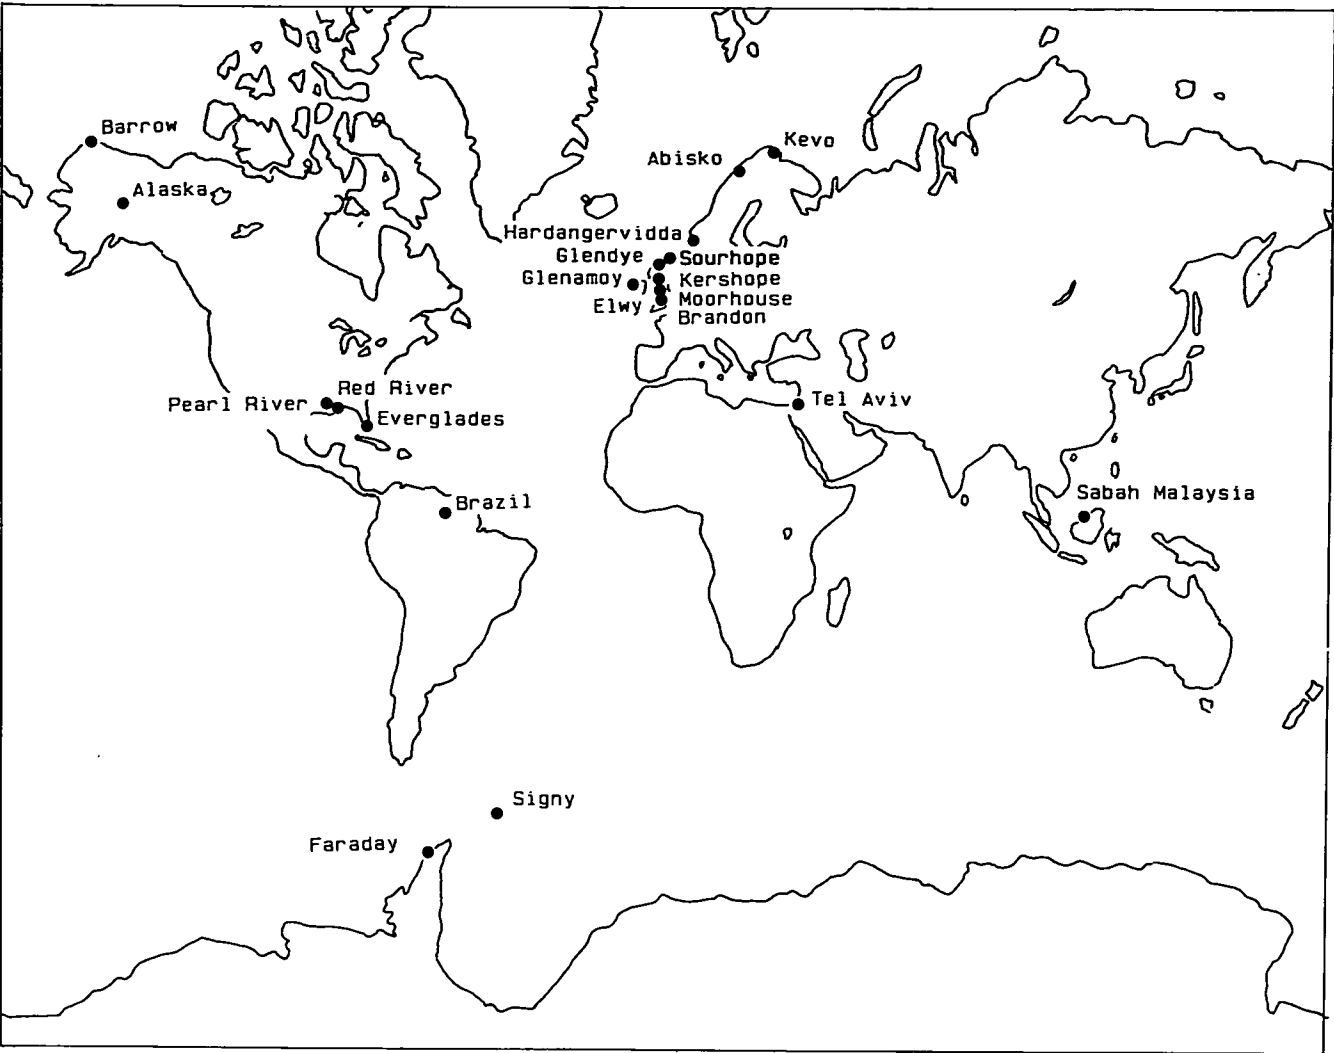 Barrow
Kevo
Abisko
Alaska
Hardangervidda
Glendye
Sourhope
Glenamoy
Kershope
Elwy
Moorhouse
Brandon
Red River
Pearl River
Tel Aviv
Everglades
Sabah Malaysia
Brazil
Signy
Faraday